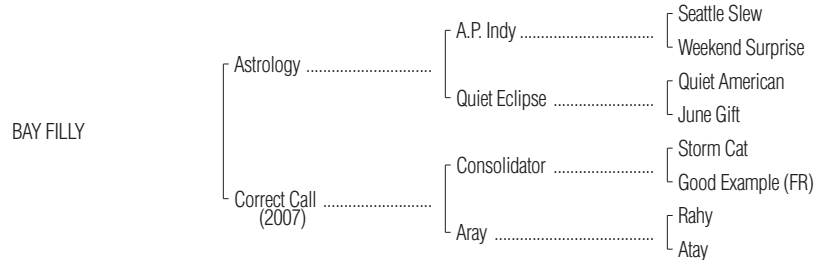 Seattle Slew
A.P. Indy ....................................
Weekend Surprise
Astrology ..................................
Quiet American
Quiet Eclipse ............................
June Gift
BAY FILLY
Storm Cat
Consolidator ............................
Good Example (FR)
Correct Call .............................
(2007)
Rahy
Aray ..........................................
Atay